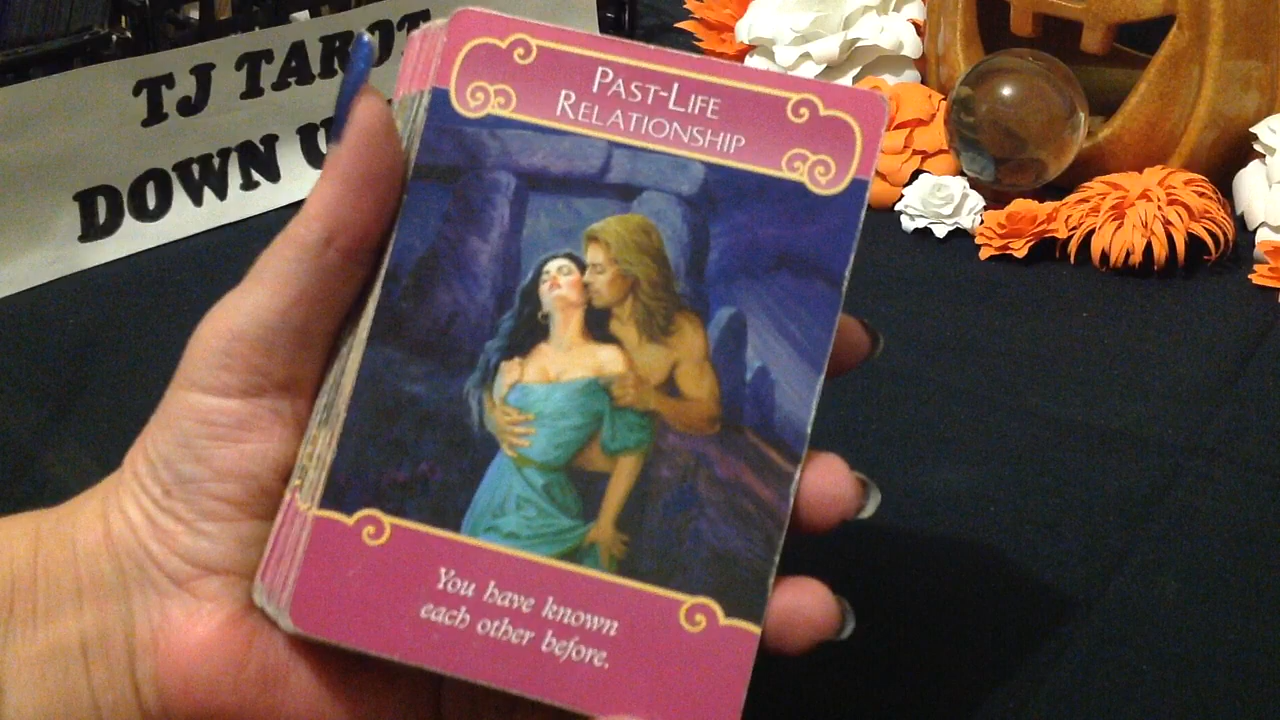 TJ TAROT
DOWN
PAST-LIFE
RELATIONSHIP
You have known
each other before.